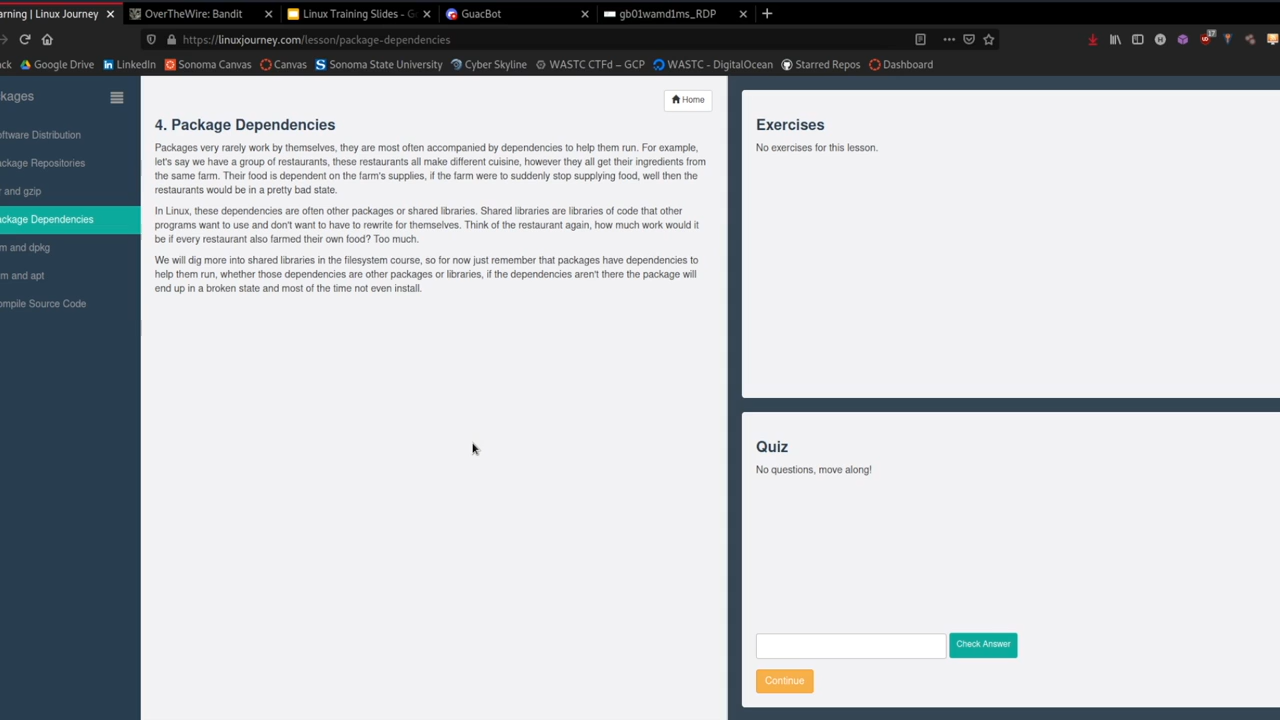 arning | Linux Journey
OverTheWire: Bandit
Linux Training Slides - G
GuacBot
gb01wamd1ms_RDP
https://linuxjourney.com/lesson/package-dependencies
17
ack
Google Drive
LinkedIn
Sonoma Canvas
Canvas
Sonoma State University
Cyber Skyline
WASTC CTFd – GCP
WASTC - DigitalOcean
Starred Repos
Dashboard
kages
ftware Distribution
ackage Repositories
r and gzip
ackage Dependencies
m and dpkg
m and apt
ompile Source Code
Home
4. Package Dependencies
Packages very rarely work by themselves, they are most often accompanied by dependencies to help them run. For example,
let's say we have a group of restaurants, these restaurants all make different cuisine, however they all get their ingredients from
the same farm. Their food is dependent on the farm's supplies, if the farm were to suddenly stop supplying food, well then the
restaurants would be in a pretty bad state.
In Linux, these dependencies are often other packages or shared libraries. Shared libraries are libraries of code that other
programs want to use and don't want to have to rewrite for themselves. Think of the restaurant again, how much work would it
be if every restaurant also farmed their own food? Too much.
We will dig more into shared libraries in the filesystem course, so for now just remember that packages have dependencies to
help them run, whether those dependencies are other packages or libraries, if the dependencies aren't there the package will
end up in a broken state and most of the time not even install.
Exercises
No exercises for this lesson.
Quiz
No questions, move along!
Check Answer
Continue